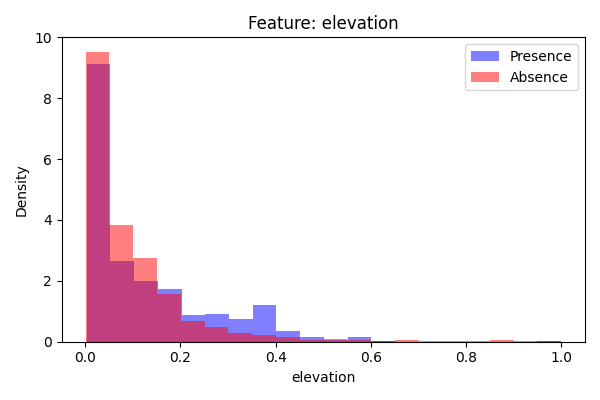 Feature: elevation
Presence
Absence
Density
10
8
6
4
2
0
0.0 0.2 0.4 0.6 0.8 1.0
elevation